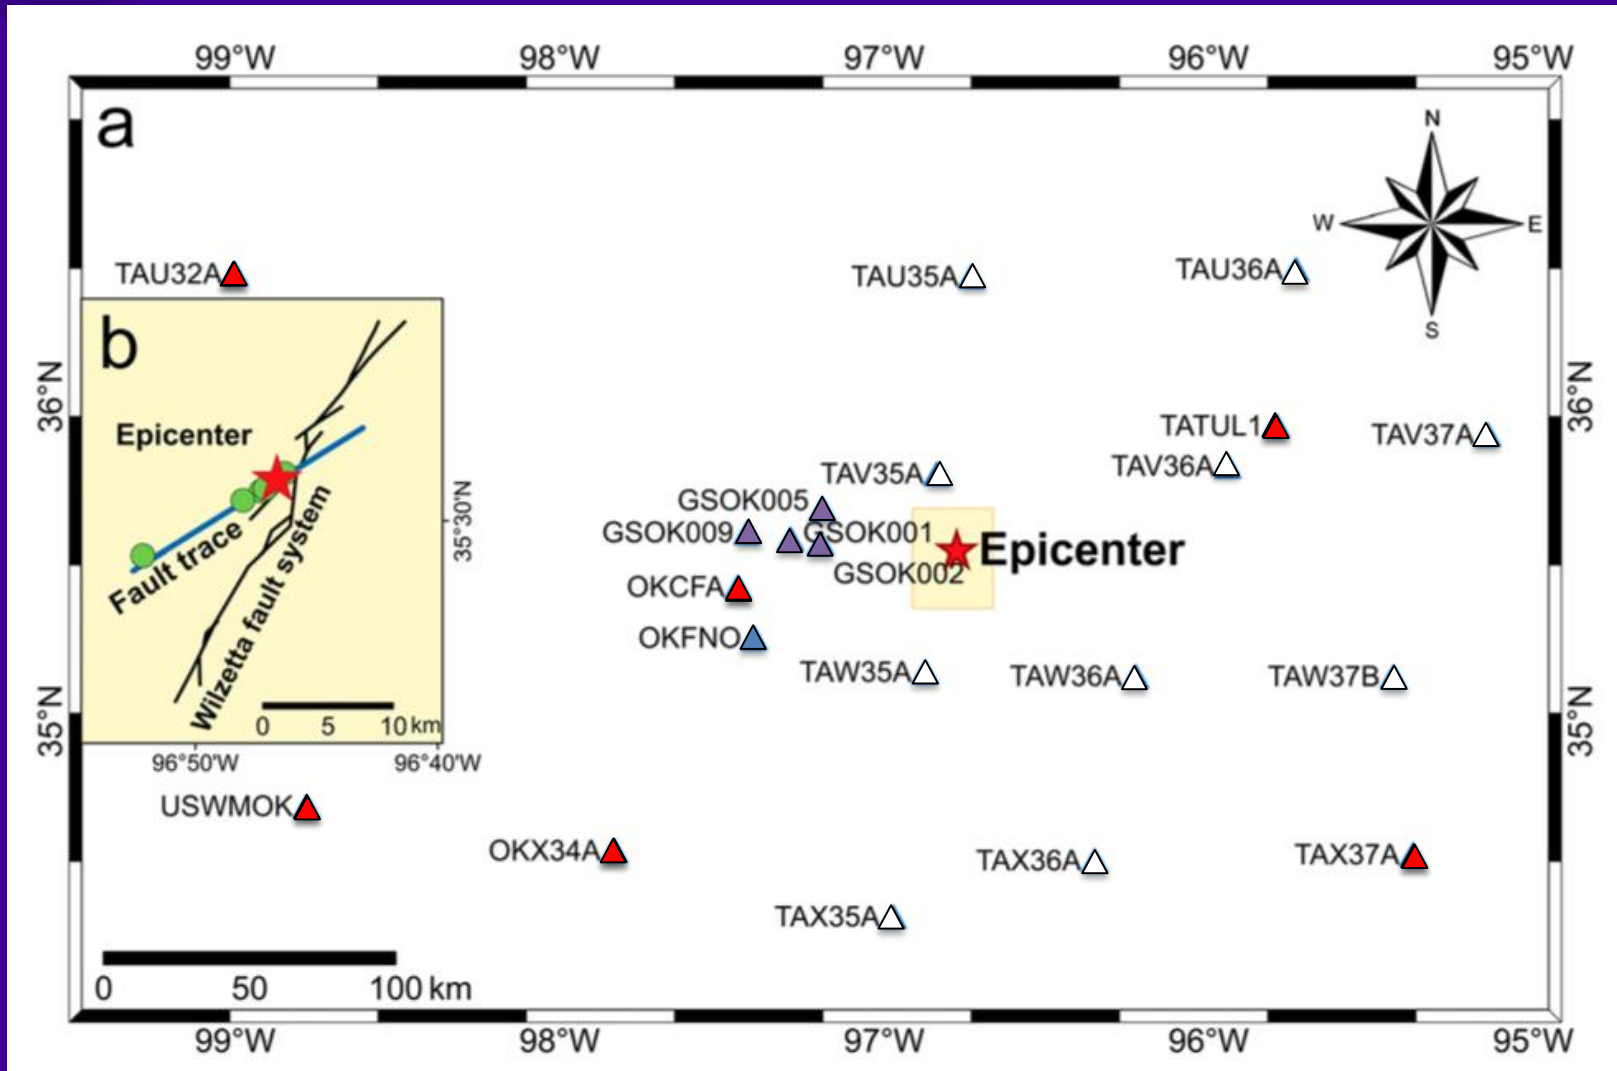 99°W 98°W 97°W 96°W 95°W
a
N
W E
S
TAU32A
TAU35A
TAU36A
b
36°N
36°N
Epicenter
TATUL1
TAV37A
TAV36A
TAV35A
GSOK005
GSOK009
GSOK001
Epicenter
GSOK002
35°30'N
Fault trace
Wilzetta fault system
OKCFA
OKFNO
TAW35A
TAW36A
TAW37B
0 5 10 km
35°N
35°N
96°50'W 96°40'W
USWMOK
OKX34A
TAX36A
TAX37A
TAX35A
0 50 100 km
99°W 98°W 97°W 96°W 95°W